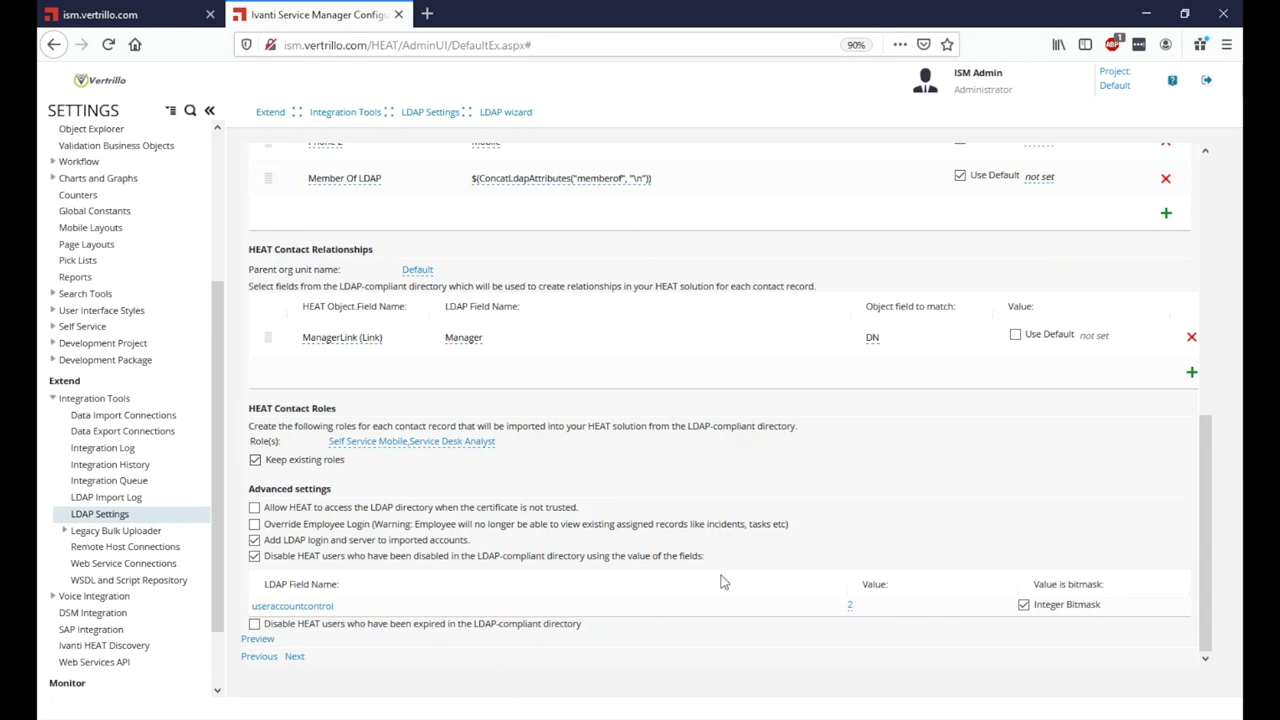 ism.vertrillo.com
Ivanti Service Manager Configu
ism.vertrillo.com/HEAT/AdminUI/DefaultEx.aspx#
90%
ABP
1
Vertrillo
ISM Admin
Administrator
Project:
Default
SETTINGS
Extend
Integration Tools
LDAP Settings
LDAP wizard
Object Explorer
Validation Business Objects
Workflow
Charts and Graphs
Counters
Global Constants
Mobile Layouts
Page Layouts
Pick Lists
Reports
Search Tools
User Interface Styles
Self Service
Development Project
Development Package
Extend
Integration Tools
Data Import Connections
Data Export Connections
Integration Log
Integration History
Integration Queue
LDAP Import Log
LDAP Settings
Legacy Bulk Uploader
Remote Host Connections
Web Service Connections
WSDL and Script Repository
Voice Integration
DSM Integration
SAP Integration
Ivanti HEAT Discovery
Web Services API
Monitor
Phone 2 mobile
Member Of LDAP ${ConcatLdapAttributes("memberof", "\n")} Use Default not set
HEAT Contact Relationships
Parent org unit name: Default
Select fields from the LDAP-compliant directory which will be used to create relationships in your HEAT solution for each contact record.
HEAT Object.Field Name: LDAP Field Name: Object field to match: Value:
ManagerLink (Link) Manager DN Use Default not set
HEAT Contact Roles
Create the following roles for each contact record that will be imported into your HEAT solution from the LDAP-compliant directory.
Role(s): Self Service Mobile,Service Desk Analyst
Keep existing roles
Advanced settings
Allow HEAT to access the LDAP directory when the certificate is not trusted.
Override Employee Login (Warning: Employee will no longer be able to view existing assigned records like incidents, tasks etc)
Add LDAP login and server to imported accounts.
Disable HEAT users who have been disabled in the LDAP-compliant directory using the value of the fields:
LDAP Field Name: Value: Value is bitmask:
useraccountcontrol 2 Integer Bitmask
Disable HEAT users who have been expired in the LDAP-compliant directory
Preview
Previous Next